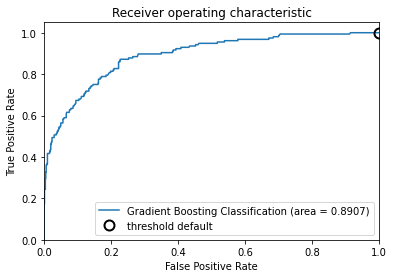 Receiver operating characteristic
True Positive Rate
1.0
0.8
0.6
0.4
0.2
0.0
Gradient Boosting Classification (area = 0.8907)
threshold default
0.0 0.2 0.4 0.6 0.8 1.0
False Positive Rate